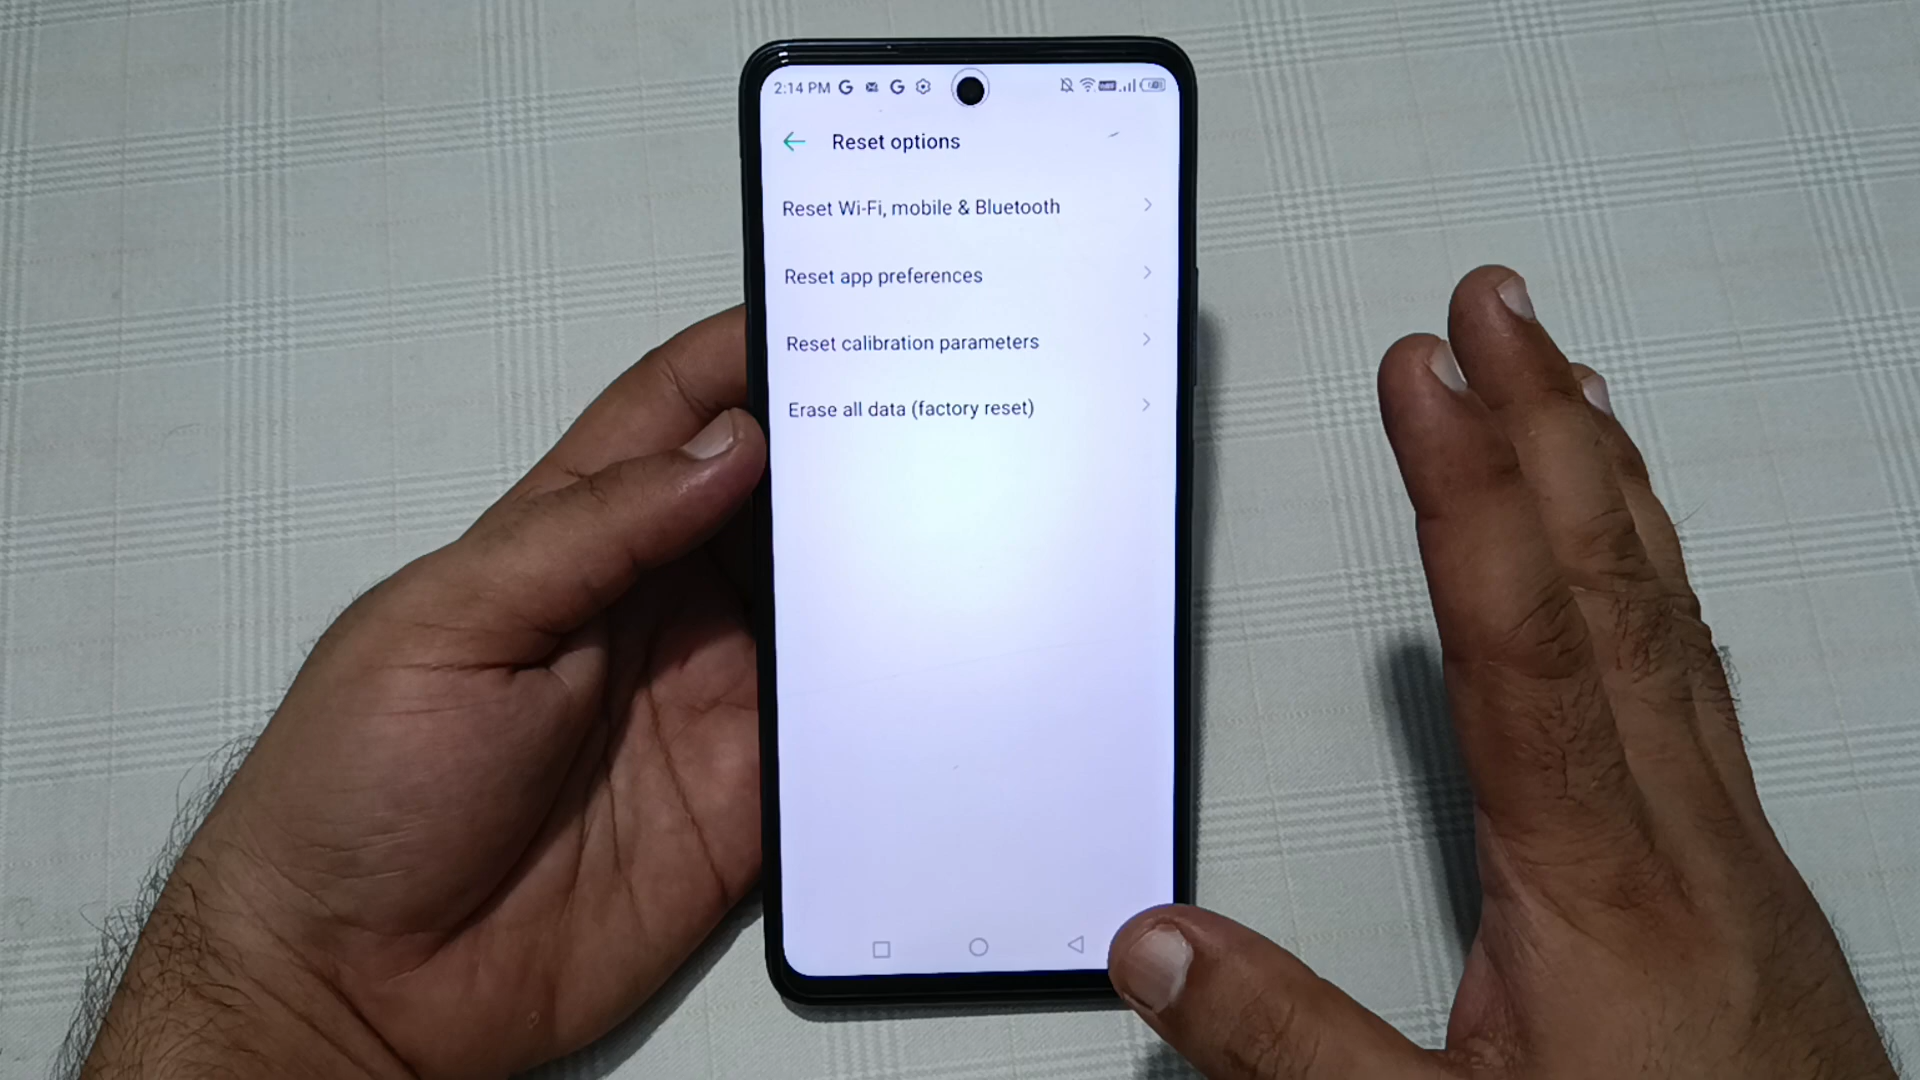 2:14 PM G G
Reset options
Reset Wi-Fi, mobile & Bluetooth
Reset app preferences
Reset calibration parameters
Erase all data (factory reset)